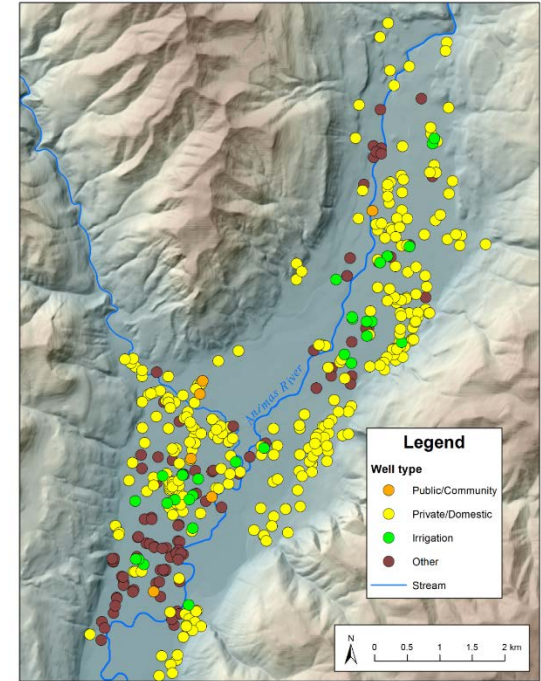 Animas River
Legend
Well type
Public/Community
Private/Domestic
Irrigation
Other
Stream
N
0 0.5 1 1.5 2 km